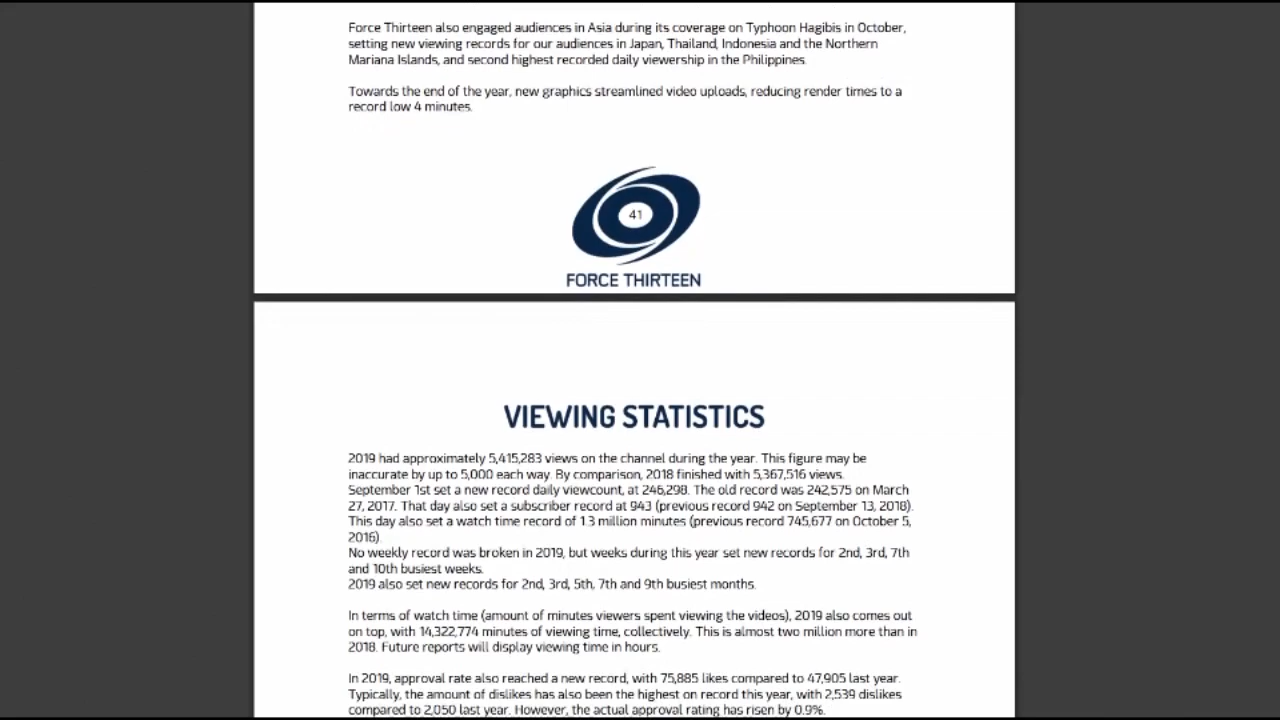 Force Thirteen also engaged audiences in Asia during its coverage on Typhoon Hagibis in October,
setting new viewing records for our audiences in Japan, Thailand, Indonesia and the Northern
Mariana Islands, and second highest recorded daily viewership in the Philippines.
Towards the end of the year, new graphics streamlined video uploads, reducing render times to a
record low 4 minutes.
41
FORCE THIRTEEN
VIEWING STATISTICS
2019 had approximately 5,415,283 views on the channel during the year. This figure may be
inaccurate by up to 5,000 each way. By comparison, 2018 finished with 5,367,516 views.
September 1st set a new record daily viewcount, at 246,298. The old record was 242,575 on March
27, 2017. That day also set a subscriber record at 943 (previous record 942 on September 13, 2018).
This day also set a watch time record of 1.3 million minutes (previous record 745,677 on October 5,
2016).
No weekly record was broken in 2019, but weeks during this year set new records for 2nd, 3rd, 7th
and 10th busiest weeks.
2019 also set new records for 2nd, 3rd, 5th, 7th and 9th busiest months.
In terms of watch time (amount of minutes viewers spent viewing the videos), 2019 also comes out
on top, with 14,322,774 minutes of viewing time, collectively. This is almost two million more than in
2018. Future reports will display viewing time in hours.
In 2019, approval rate also reached a new record, with 75,885 likes compared to 47,905 last year.
Typically, the amount of dislikes has also been the highest on record this year, with 2,539 dislikes
compared to 2,050 last year. However, the actual approval rating has risen by 0.9%.